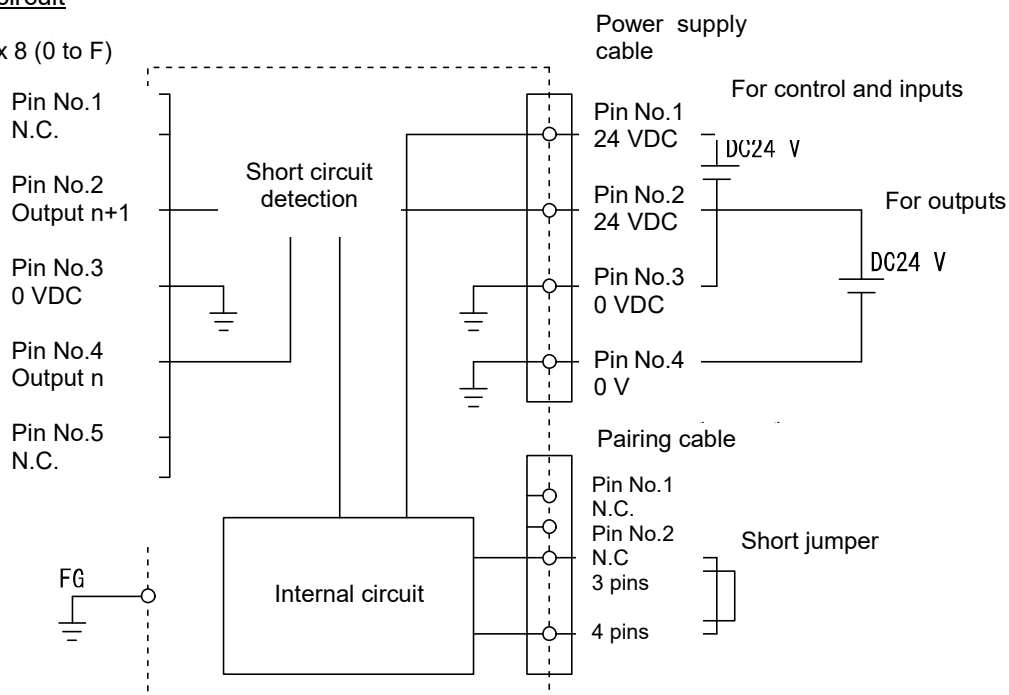 circuit
x 8 (0 to F)
Pin No.1
N.C.
Pin No.2
Output n+1
Pin No.3
0 VDC
Pin No.4
Output n
Pin No.5
N.C.
FG
Short circuit
detection
Internal circuit
Power supply
cable
Pin No.1
24 VDC
Pin No.2
24 VDC
Pin No.3
0 VDC
Pin No.4
0 V
For control and inputs
DC24 V
For outputs
DC24 V
Pairing cable
Pin No.1
N.C.
Pin No.2
N.C
3 pins
4 pins
Short jumper